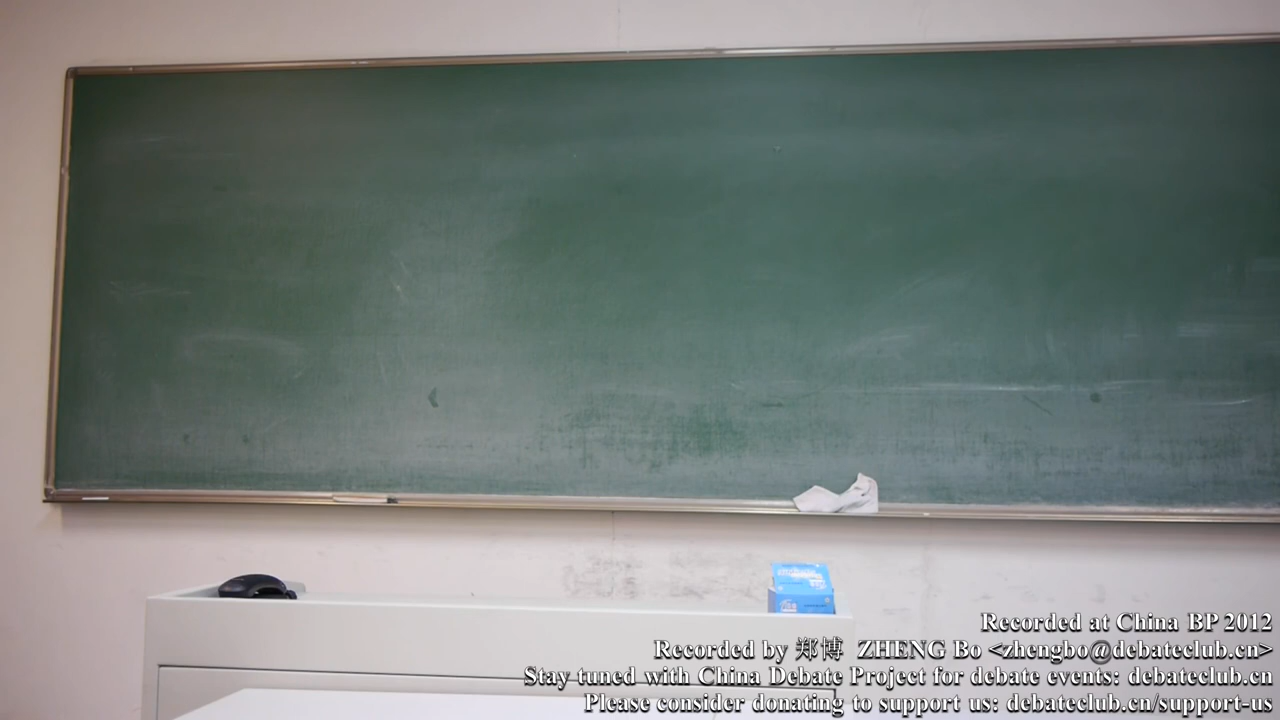 Recorded at China BP 2012
Recorded by 郑博 ZHENG Bo <zhengbo@debateclub.cn>
Stay tuned with China Debate Project for debate events: debateclub.cn
Please consider donating to support us: debateclub.cn/support-us